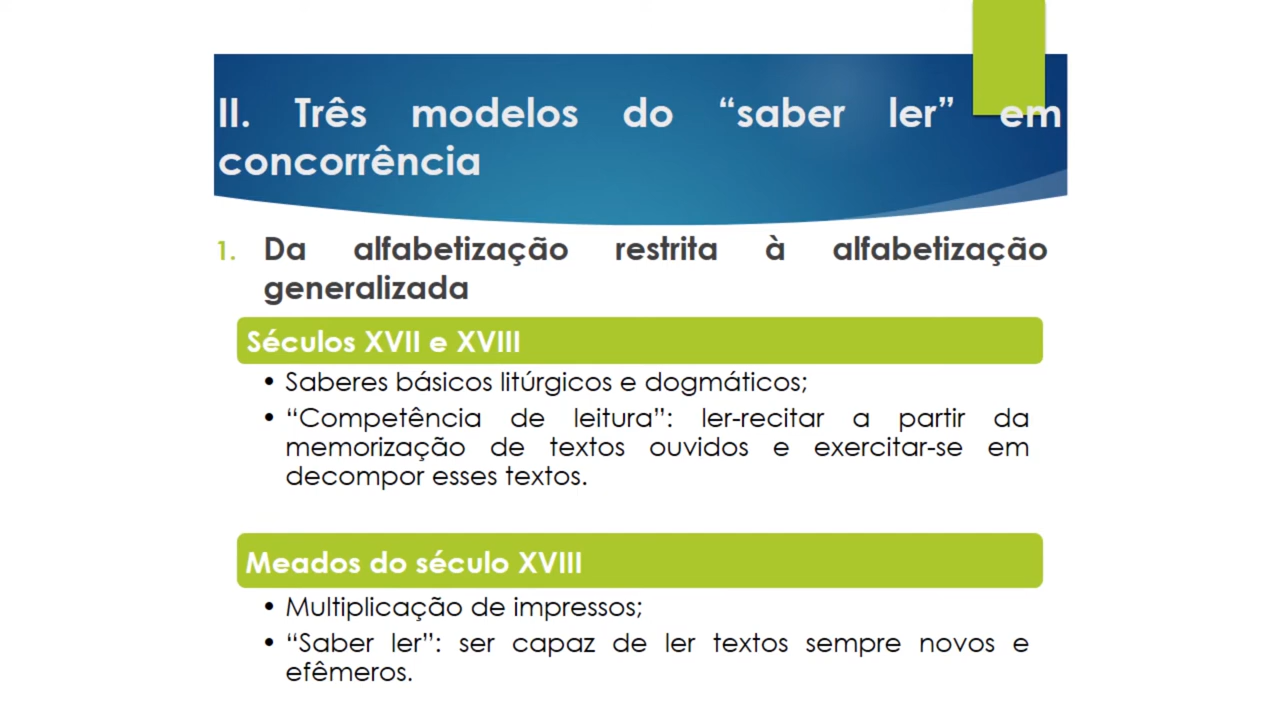 II. Três modelos do “saber ler” em
concorrência
1. Da alfabetização restrita à alfabetização
generalizada
Séculos XVII e XVIII
• Saberes básicos litúrgicos e dogmáticos;
• “Competência de leitura”: ler-recitar a partir da
memorização de textos ouvidos e exercitar-se em
decompor esses textos.
Meados do século XVIII
• Multiplicação de impressos;
• “Saber ler”: ser capaz de ler textos sempre novos e
efêmeros.